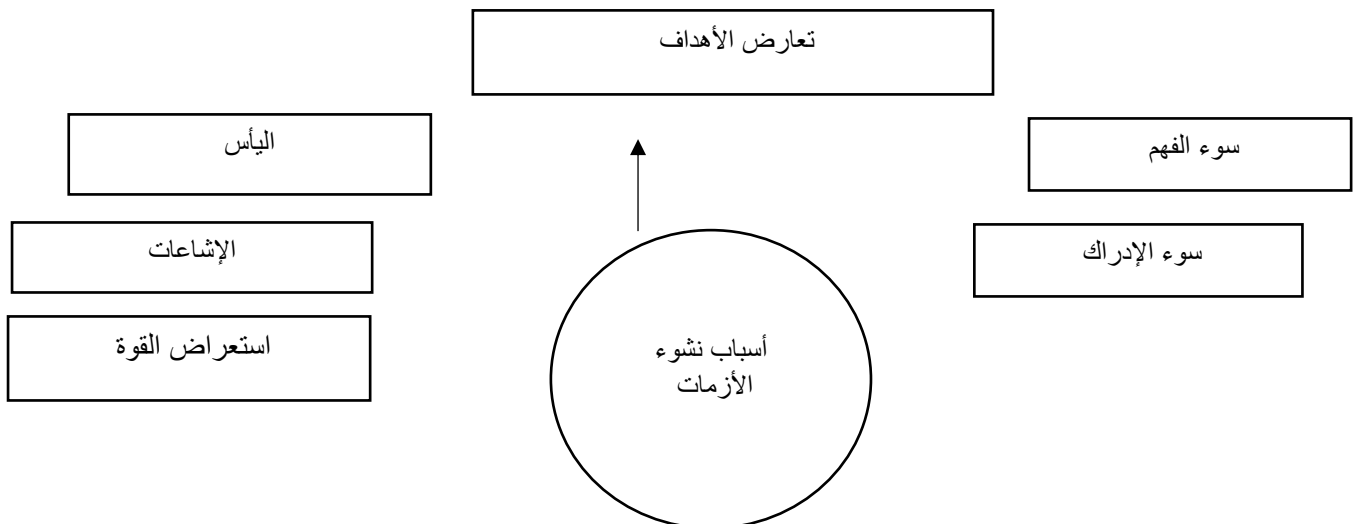 تعارض الأهداف
سوء الفهم
اليأس
سوء الإدراك
الإشاعات
استعراض القوة
أسباب نشوء
الأزمات